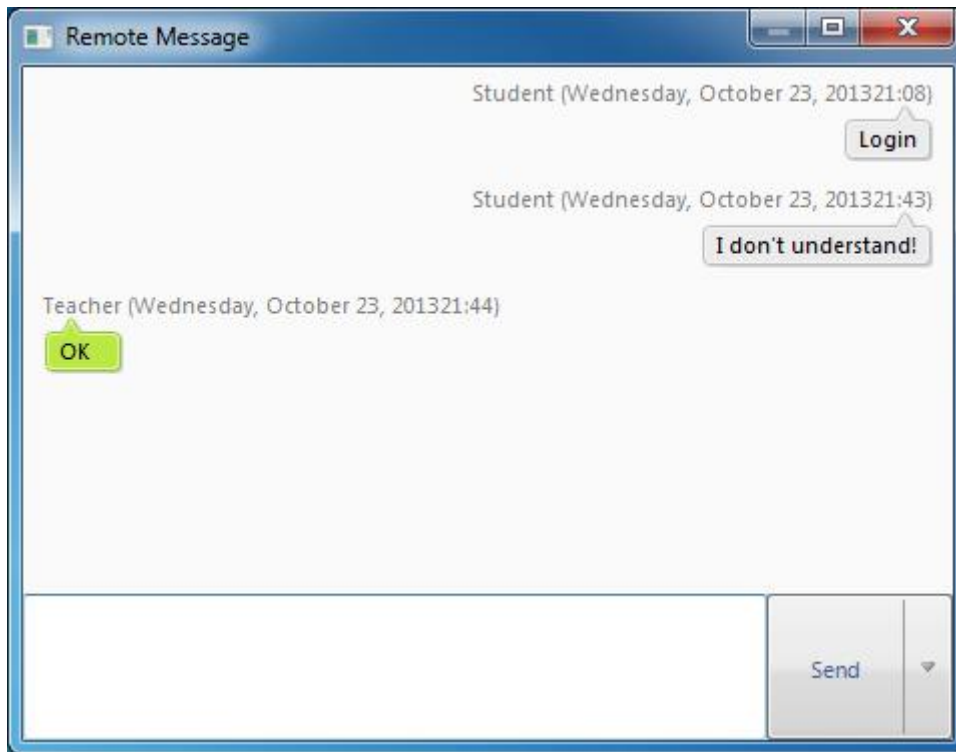 Remote Message
Student (Wednesday, October 23, 201321:08)
Login
Student (Wednesday, October 23, 201321:43)
I don't understand!
Teacher (Wednesday, October 23, 201321:44)
OK
Send